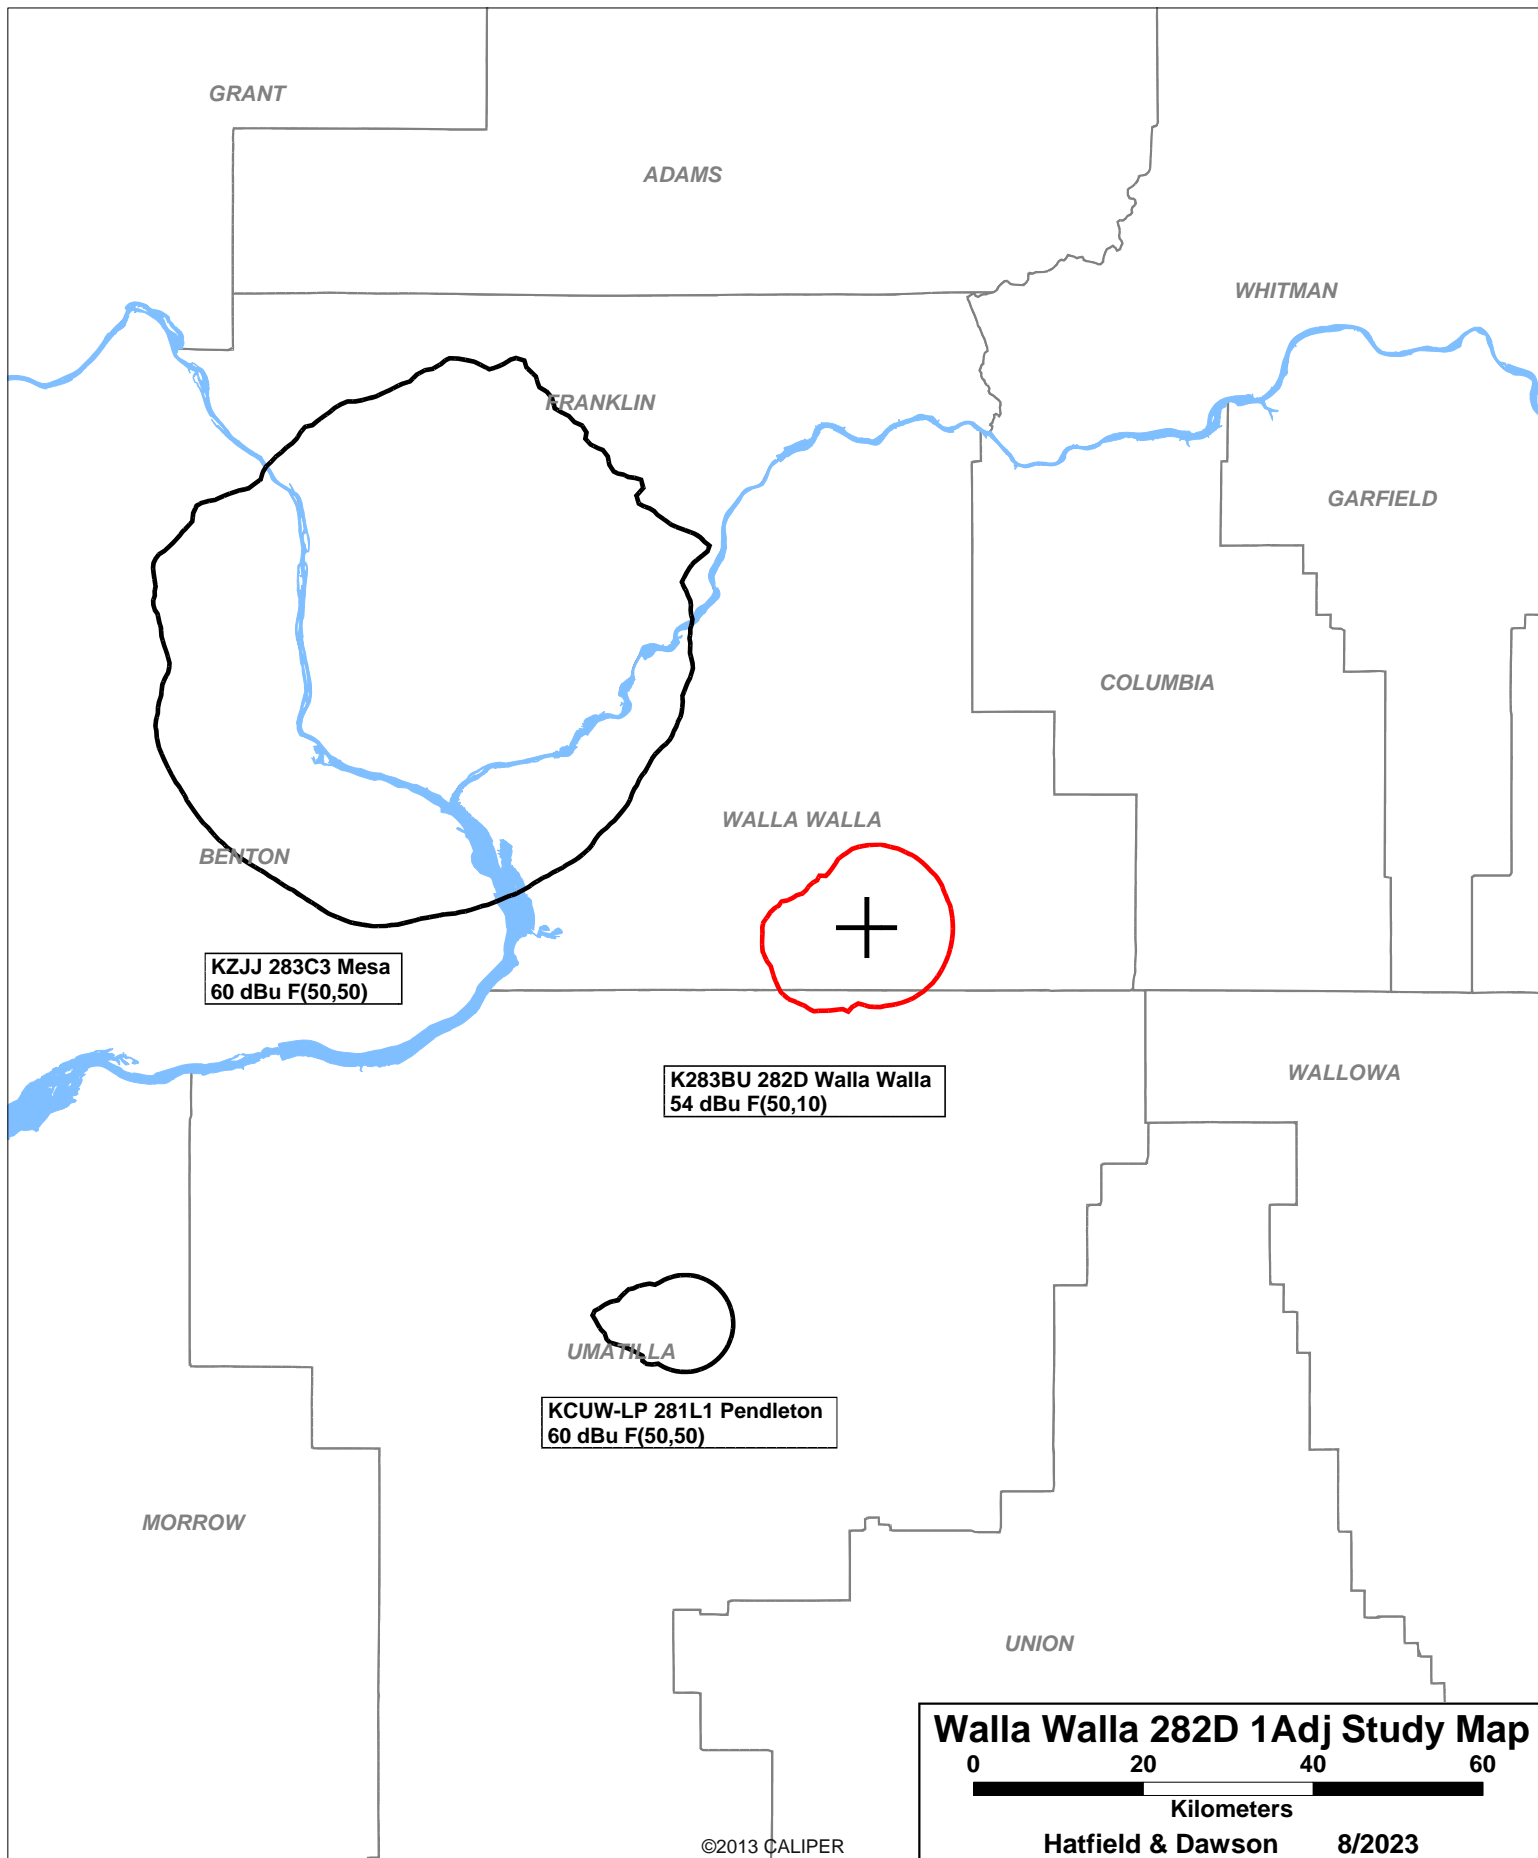 GRANT
ADAMS
WHITMAN
FRANKLIN
GARFIELD
COLUMBIA
WALLA WALLA
BENTON
KZJJ 283C3 Mesa
60 dBu F(50,50)
K283BU 282D Walla Walla
54 dBu F(50,10)
WALLOWA
UMATILLA
KCUW-LP 281L1 Pendleton
60 dBu F(50,50)
MORROW
UNION
Walla Walla 282D 1Adj Study Map
0 20 40 60
Kilometers
Hatfield & Dawson 8/2023
©2013 CALIPER